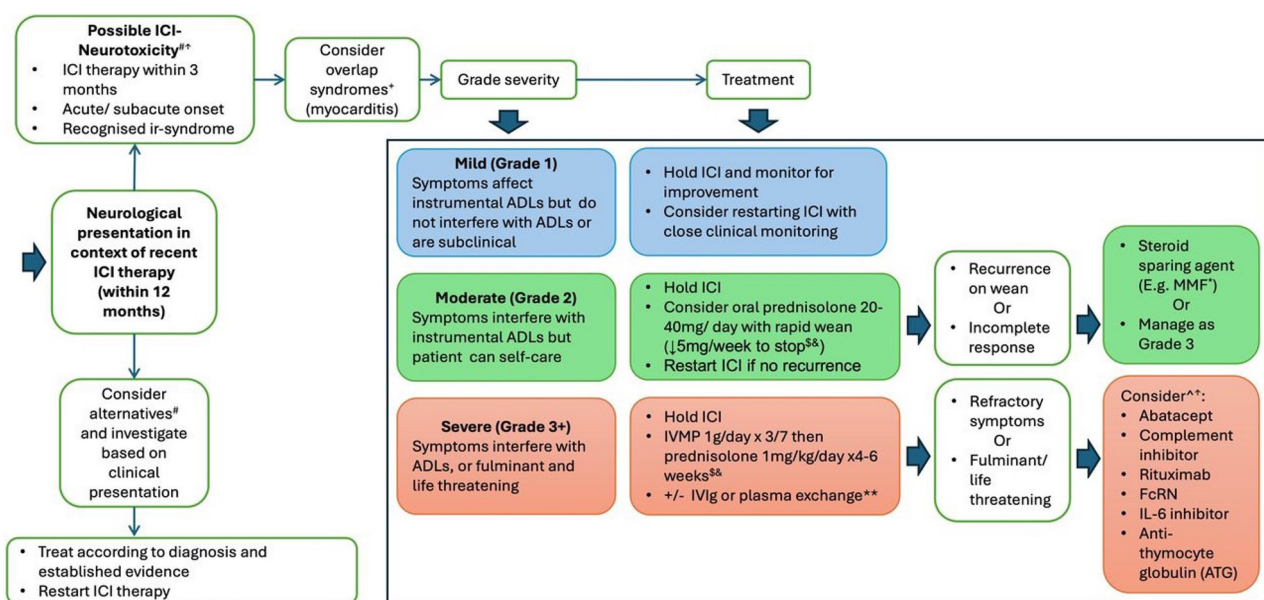 Possible ICI-
Neurotoxicity#↑
• ICI therapy within 3
months
• Acute/ subacute onset
• Recognised ir-syndrome
Consider
overlap
syndromes+
(myocarditis)
Grade severity
Treatment
Neurological
presentation in
context of recent
ICI therapy
(within 12
months)
Consider
alternatives#
and investigate
based on
clinical
presentation
• Treat according to diagnosis and
established evidence
• Restart ICI therapy
Mild (Grade 1)
Symptoms affect
instrumental ADLs but do
not interfere with ADLs or
are subclinical
• Hold ICI and monitor for
improvement
• Consider restarting ICI with
close clinical monitoring
Moderate (Grade 2)
Symptoms interfere with
instrumental ADLs but
patient can self-care
• Hold ICI
• Consider oral prednisolone 20-
40mg/ day with rapid wean
(↓5mg/week to stop$&)
• Restart ICI if no recurrence
• Recurrence
on wean
Or
• Incomplete
response
• Steroid
sparing agent
(E.g. MMF*)
Or
• Manage as
Grade 3
Severe (Grade 3+)
Symptoms interfere with
ADLs, or fulminant and
life threatening
• Hold ICI
• IVMP 1g/day x 3/7 then
prednisolone 1mg/kg/day x4-6
weeks$&
• +/- IVIg or plasma exchange**
• Refractory
symptoms
Or
• Fulminant/
life
threatening
Consider^↑:
• Abatacept
• Complement
inhibitor
• Rituximab
• FcRN
• IL-6 inhibitor
• Anti-
thymocyte
globulin (ATG)